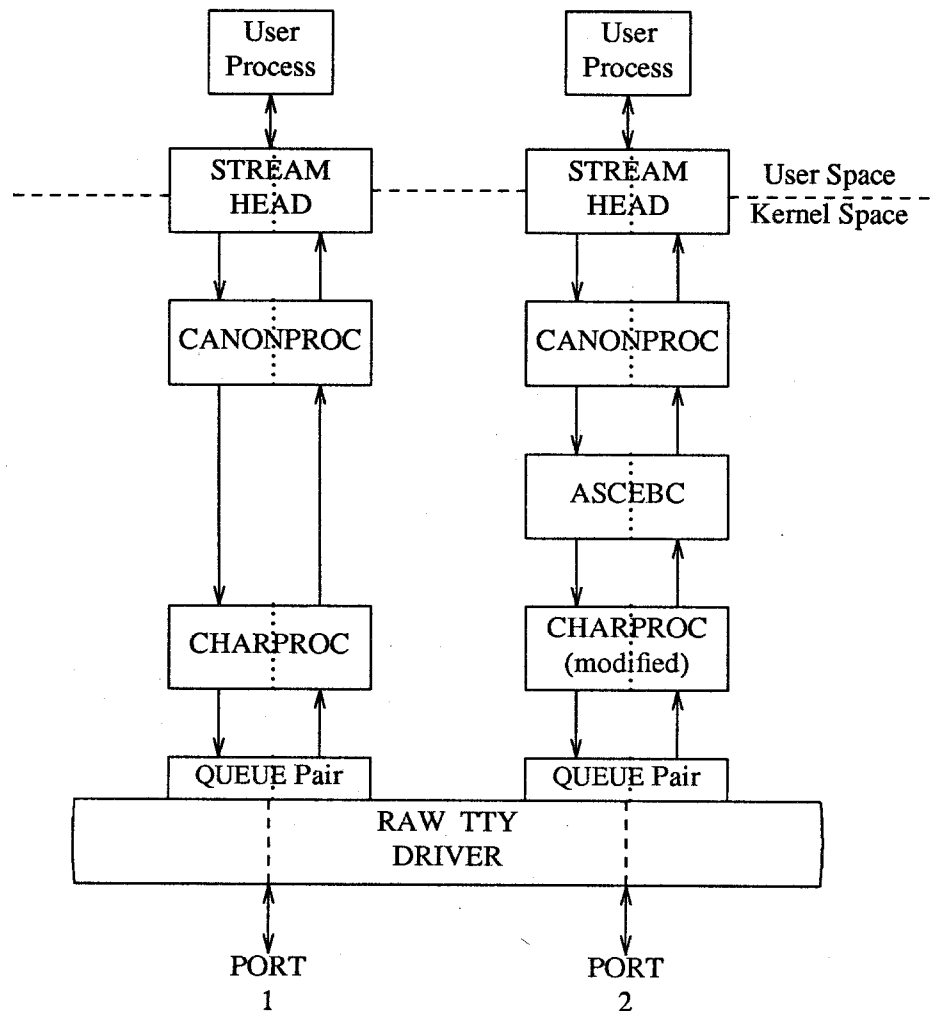 User
Process
User
Process
STREAM
HEAD
STREAM
HEAD
User Space
Kernel Space
CANONPROC
CANONPROC
ASCEBC
CHARPROC
CHARPROC
(modified)
QUEUE Pair
QUEUE Pair
RAW TTY
DRIVER
PORT
1
PORT
2